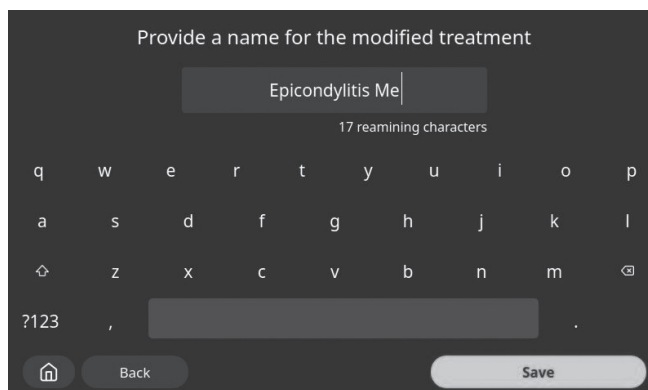 Provide a name for the modified treatment
Epicondylitis Me
17 reamining characters
q w e r t y u i o p
a s d f g h j k l
z x c v b n m
?123 , .
Back Save